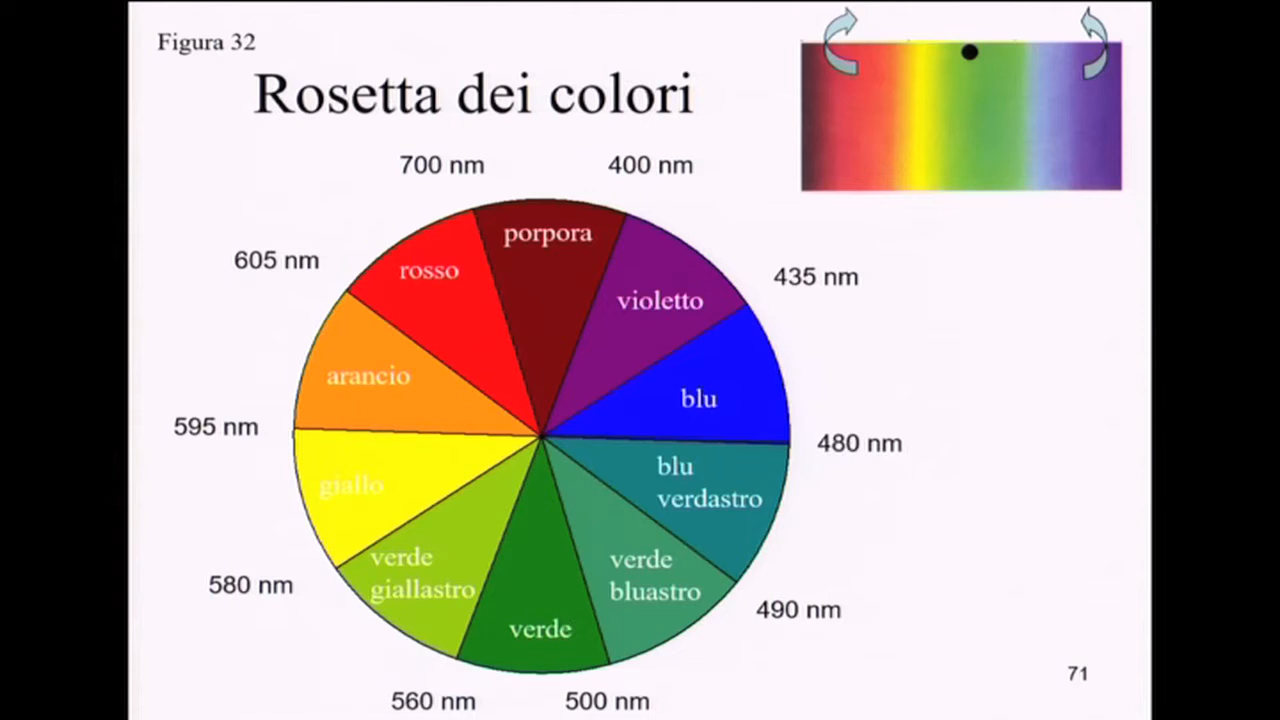 Figura 32
Rosetta dei colori
700 nm
400 nm
porpora
605 nm
rosso
435 nm
violetto
arancio
blu
595 nm
480 nm
blu
verdastro
giallo
verde
giallastro
verde
bluastro
580 nm
490 nm
verde
71
560 nm
500 nm